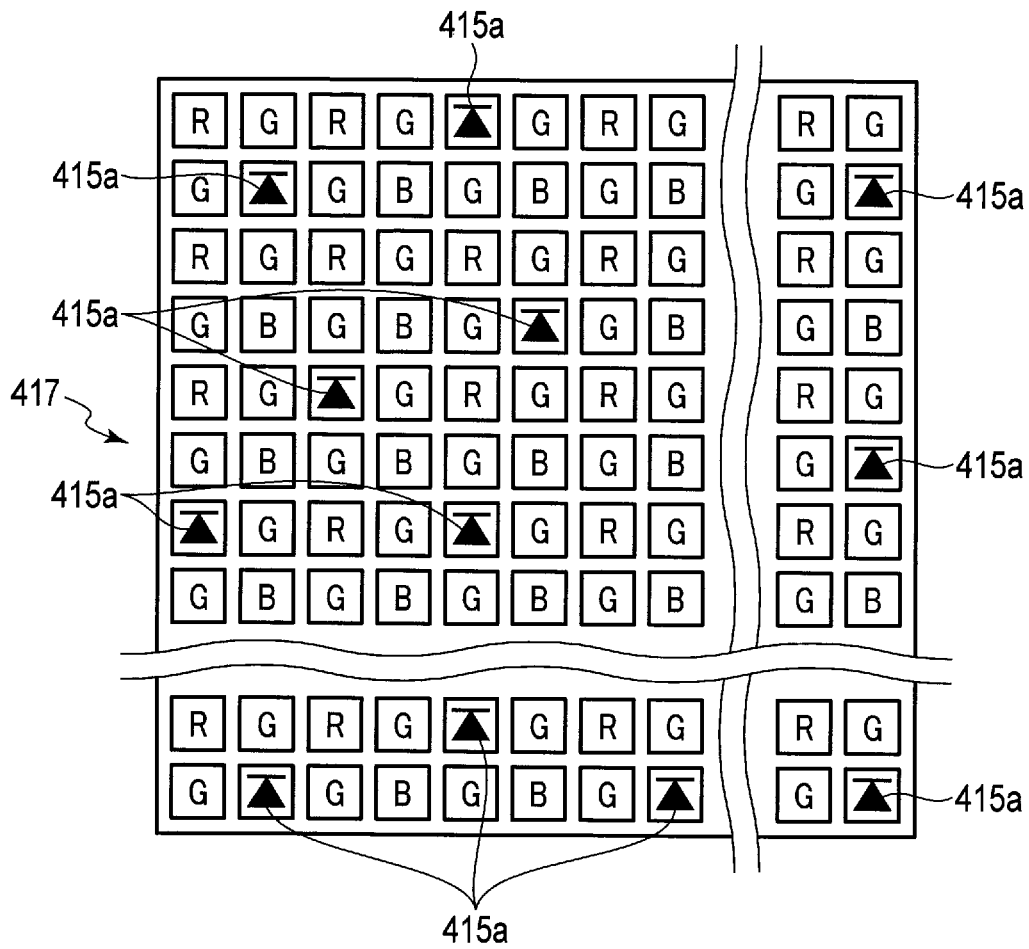 415a
R G R G G R G R G
415a G G B G B G B G 415a
R G R G R G R G R G
415a G B G B G G B G B
417 R G G R G R G R G
G B G B G B G B G 415a
415a G R G G R G R G
G B G B G B G B G B
R G R G G R G R G
G G B G B G G 415a
415a